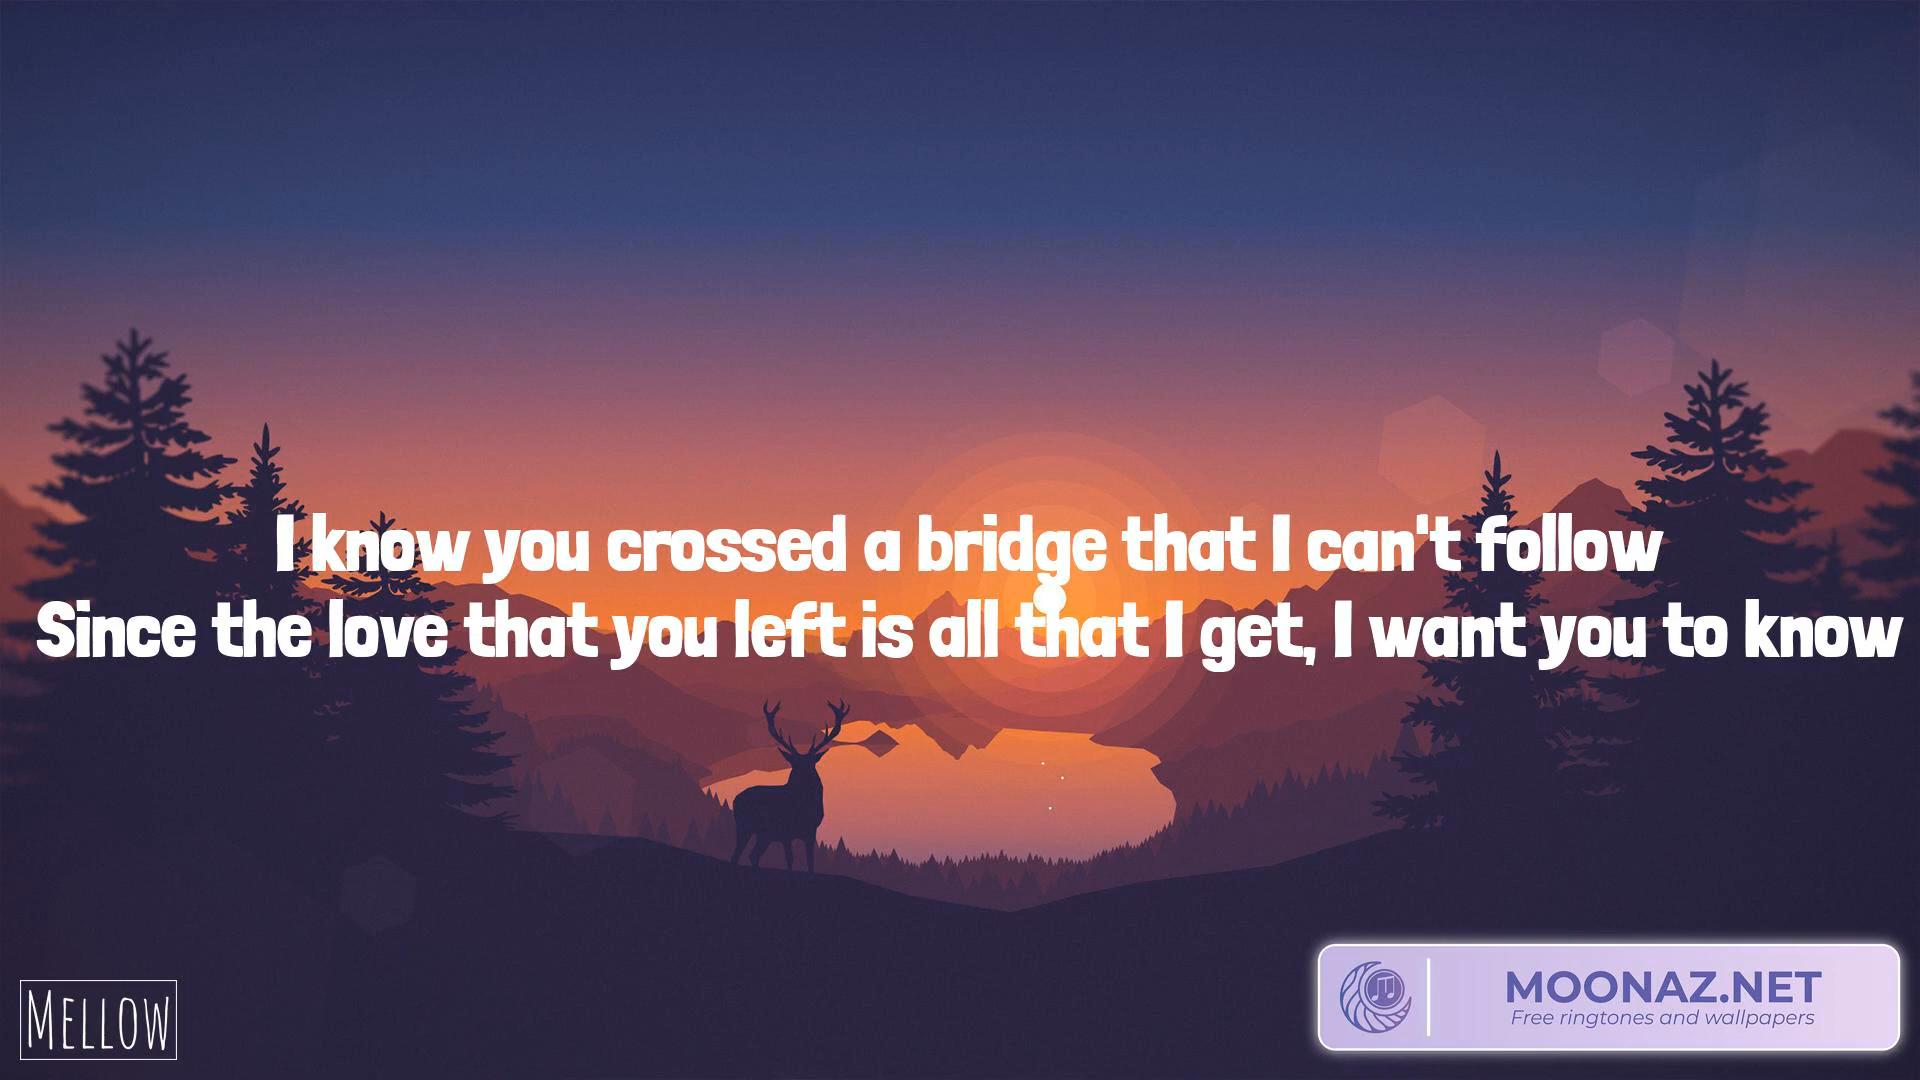 I know you crossed a bridge that I can't follow
Since the love that you left is all that I get, I want you to know
MELLOW
MOONAZ.NET
Free ringtones and wallpapers